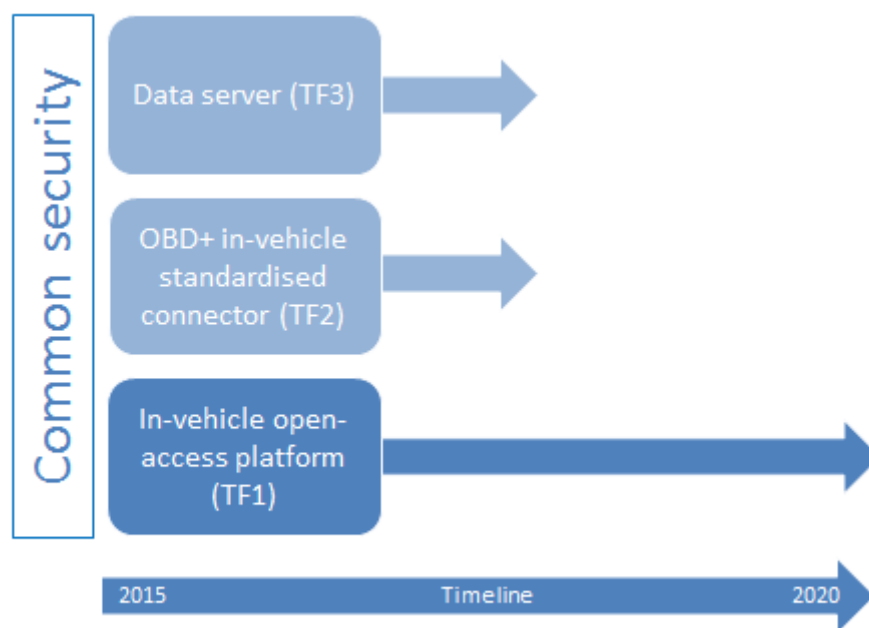 Common security
Data server (TF3)
OBD+ in-vehicle
standardised
connector (TF2)
In-vehicle open-
access platform
(TF1)
2015
Timeline
2020